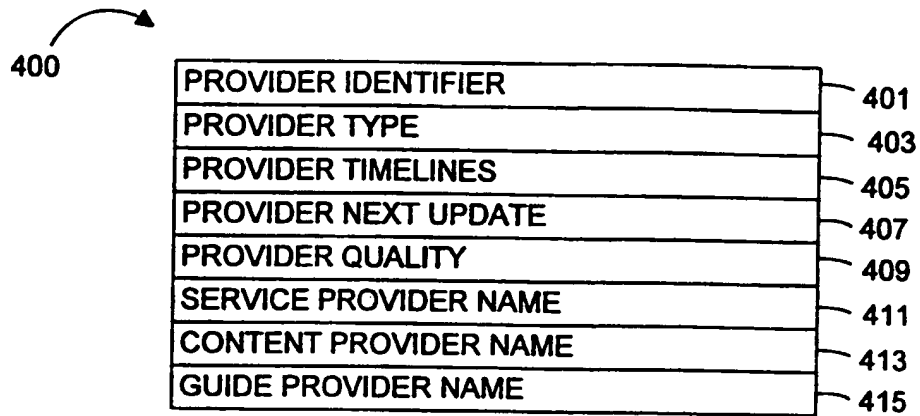 400
PROVIDER IDENTIFIER 401
PROVIDER TYPE 403
PROVIDER TIMELINES 405
PROVIDER NEXT UPDATE 407
PROVIDER QUALITY 409
SERVICE PROVIDER NAME 411
CONTENT PROVIDER NAME 413
GUIDE PROVIDER NAME 415